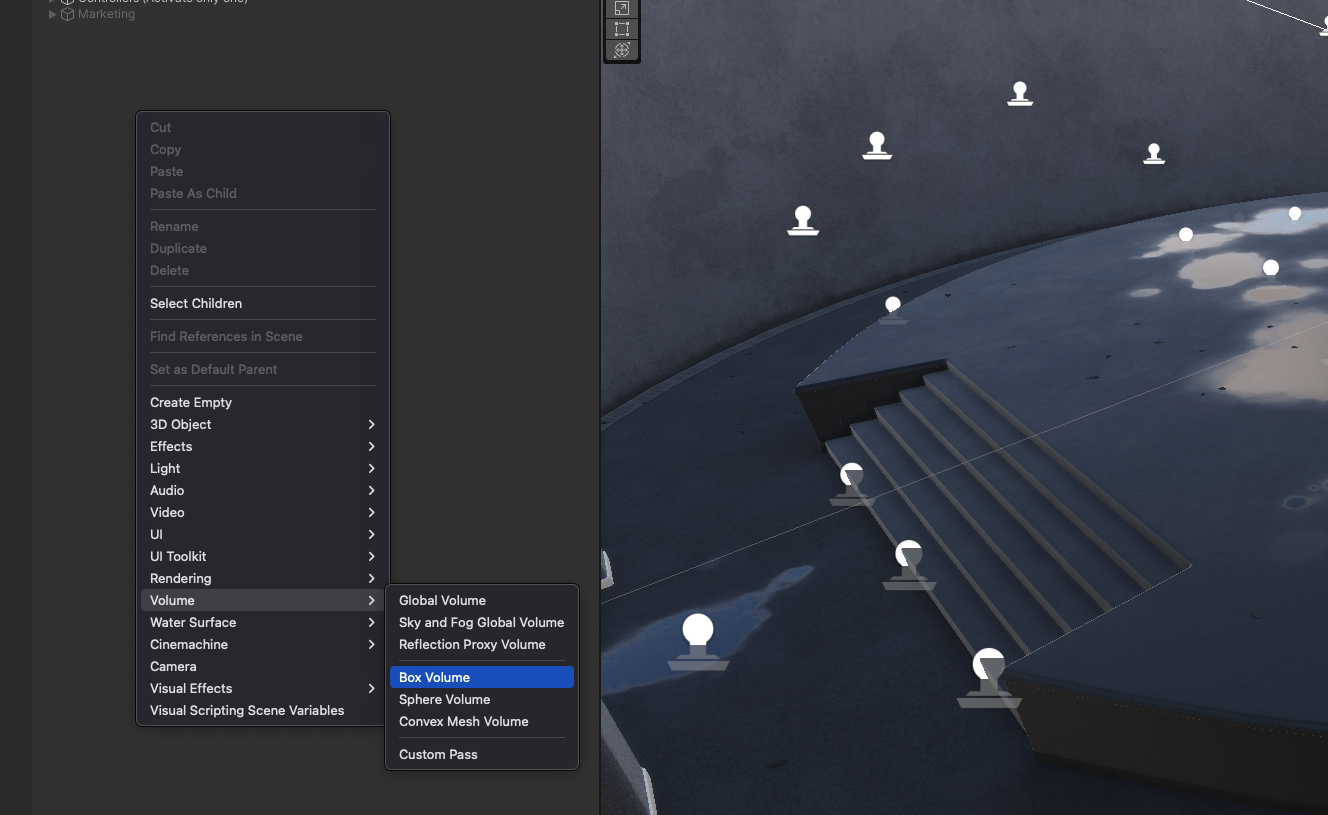 Controllers (Activate only one)
Marketing
Cut
Copy
Paste
Paste As Child
Rename
Duplicate
Delete
Select Children
Find References in Scene
Set as Default Parent
Create Empty
3D Object
Effects
Light
Audio
Video
UI
UI Toolkit
Rendering
Volume
Water Surface
Cinemachine
Camera
Visual Effects
Visual Scripting Scene Variables
Global Volume
Sky and Fog Global Volume
Reflection Proxy Volume
Box Volume
Sphere Volume
Convex Mesh Volume
Custom Pass